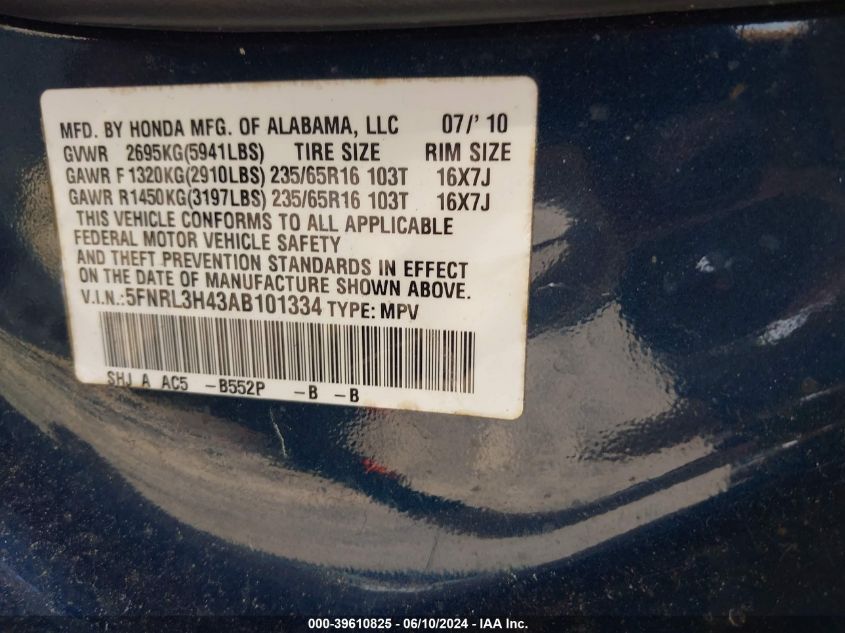 MFD. BY HONDA MFG. OF ALABAMA, LLC 07/' 10
GVWR 2695KG(5941LBS) TIRE SIZE RIM SIZE
GAWR F1320KG(2910LBS) 235/65R16 103T 16X7J
GAWR R1450KG(3197LBS) 235/65R16 103T 16X7J
THIS VEHICLE CONFORMS TO ALL APPLICABLE
FEDERAL MOTOR VEHICLE SAFETY
AND THEFT PREVENTION STANDARDS IN EFFECT
ON THE DATE OF MANUFACTURE SHOWN ABOVE.
V.I.N.:5FNRL3H43AB101334 TYPE: MPV
SHJ A AC5 -B552P -B -B
000-39610825 - 06/10/2024 - IAA Inc.